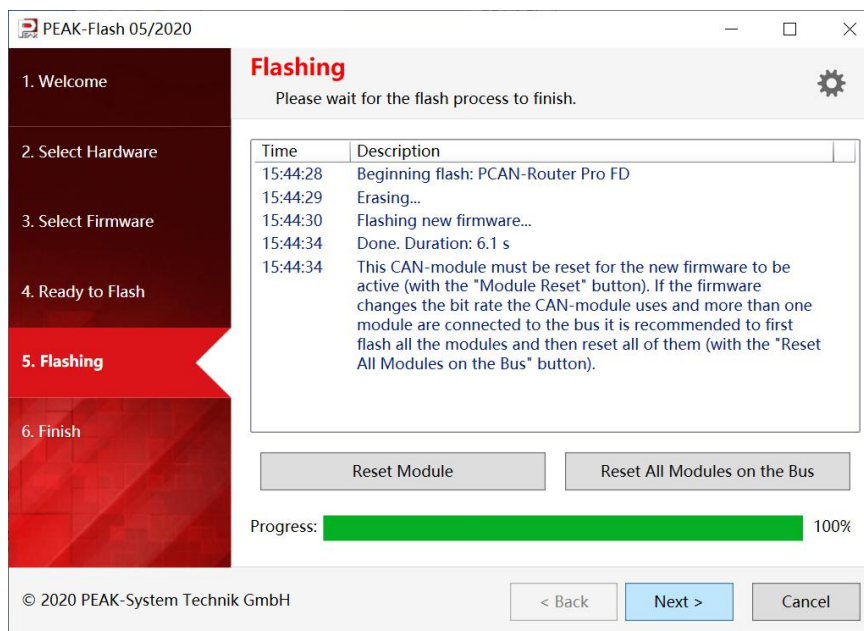 PEAK-Flash 05/2020
1. Welcome
2. Select Hardware
3. Select Firmware
4. Ready to Flash
5. Flashing
6. Finish
Flashing
Please wait for the flash process to finish.
Time Description
15:44:28 Beginning flash: PCAN-Router Pro FD
15:44:29 Erasing...
15:44:30 Flashing new firmware...
15:44:34 Done. Duration: 6.1 s
15:44:34 This CAN-module must be reset for the new firmware to be
active (with the "Module Reset" button). If the firmware
changes the bit rate the CAN-module uses and more than one
module are connected to the bus it is recommended to first
flash all the modules and then reset all of them (with the "Reset
All Modules on the Bus" button).
Reset Module Reset All Modules on the Bus
Progress: 100%
© 2020 PEAK-System Technik GmbH < Back Next > Cancel